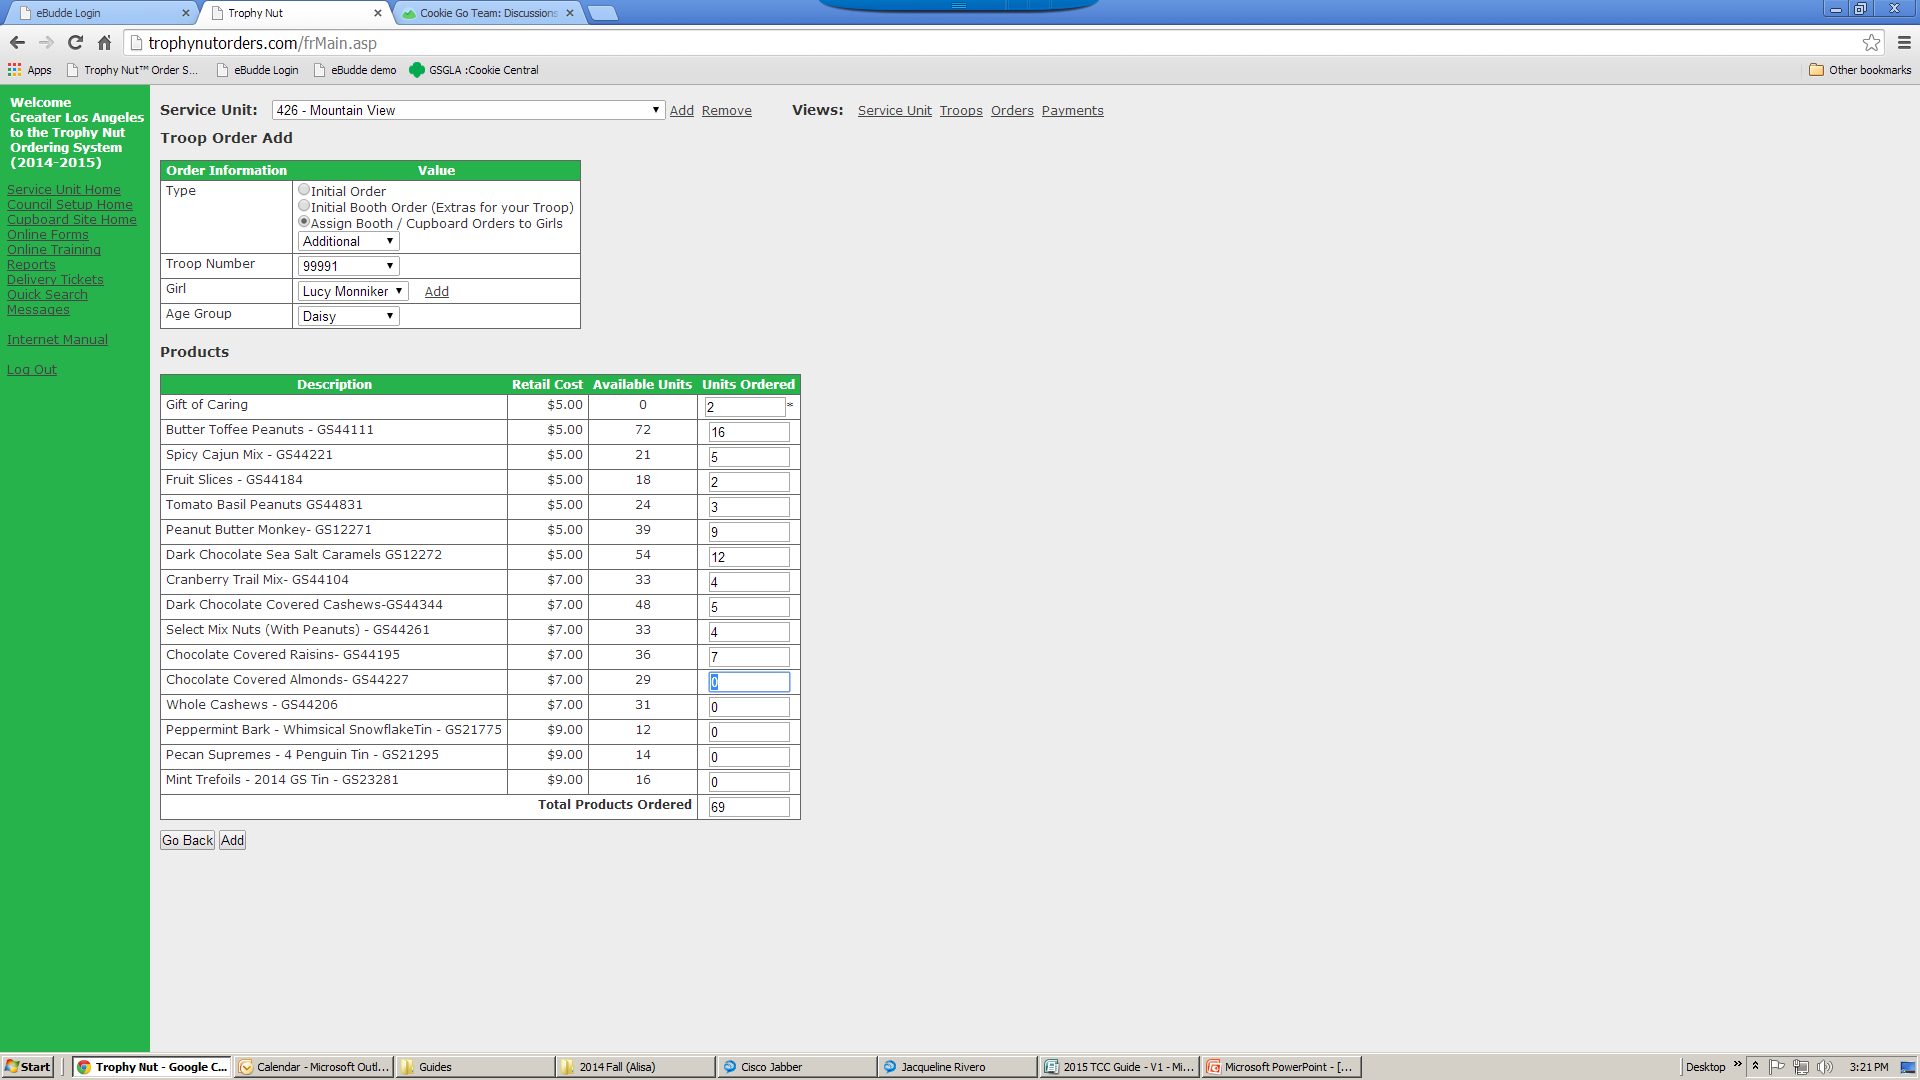 eBudde Login
Trophy Nut
Cookie Go Team: Discussions
trophynutorders.com/frMain.asp
Apps
Trophy Nut™ Order S...
eBudde Login
eBudde demo
GSGLA :Cookie Central
Other bookmarks
Welcome
Greater Los Angeles
to the Trophy Nut
Ordering System
(2014-2015)
Service Unit Home
Council Setup Home
Cupboard Site Home
Online Forms
Online Training
Reports
Delivery Tickets
Quick Search
Messages
Internet Manual
Log Out
Service Unit: 426 - Mountain View Add Remove Views: Service Unit Troops Orders Payments
Troop Order Add
Order Information Value
Type
Initial Order
Initial Booth Order (Extras for your Troop)
Assign Booth / Cupboard Orders to Girls
Additional
Troop Number 99991
Girl Lucy Monniker Add
Age Group Daisy
Products
Description Retail Cost Available Units Units Ordered
Gift of Caring $5.00 0 2 *
Butter Toffee Peanuts - GS44111 $5.00 72 16
Spicy Cajun Mix - GS44221 $5.00 21 5
Fruit Slices - GS44184 $5.00 18 2
Tomato Basil Peanuts GS44831 $5.00 24 3
Peanut Butter Monkey- GS12271 $5.00 39 9
Dark Chocolate Sea Salt Caramels GS12272 $5.00 54 12
Cranberry Trail Mix- GS44104 $7.00 33 4
Dark Chocolate Covered Cashews-GS44344 $7.00 48 5
Select Mix Nuts (With Peanuts) - GS44261 $7.00 33 4
Chocolate Covered Raisins- GS44195 $7.00 36 7
Chocolate Covered Almonds- GS44227 $7.00 29 0
Whole Cashews - GS44206 $7.00 31 0
Peppermint Bark - Whimsical SnowflakeTin - GS21775 $9.00 12 0
Pecan Supremes - 4 Penguin Tin - GS21295 $9.00 14 0
Mint Trefoils - 2014 GS Tin - GS23281 $9.00 16 0
Total Products Ordered 69
Go Back Add
Start
Trophy Nut - Google C...
Calendar - Microsoft Outl...
Guides
2014 Fall (Alisa)
Cisco Jabber
Jacqueline Rivero
2015 TCC Guide - V1 - Mi...
Microsoft PowerPoint - [...
Desktop
3:21 PM